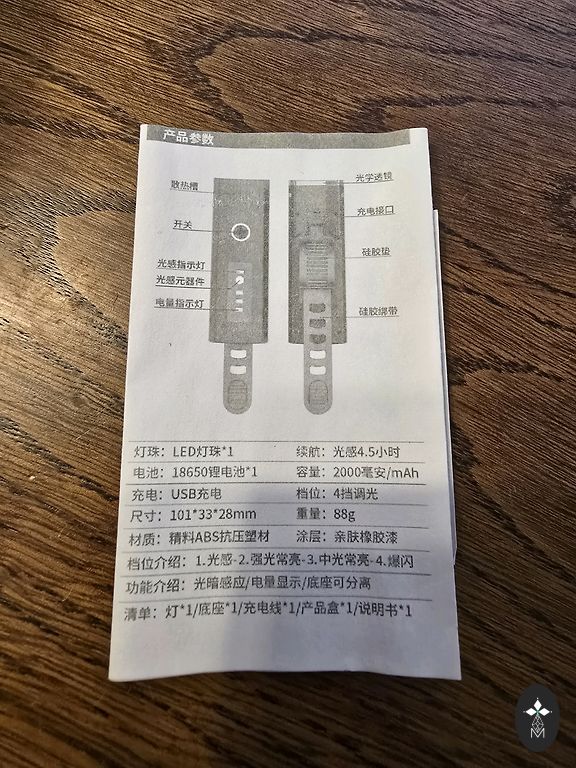 产品参数
散热槽
光学透镜
开关
充电接口
光感指示灯
硅胶垫
光感元器件
电量指示灯
硅胶绑带
灯珠：LED灯珠*1 续航：光感4.5小时
电池：18650锂电池*1 容量：2000毫安/mAh
充电：USB充电 档位：4挡调光
尺寸：101*33*28mm 重量：88g
材质：精料ABS抗压塑材 涂层：亲肤橡胶漆
档位介绍：1.光感-2.强光常亮-3.中光常亮-4.爆闪
功能介绍：光暗感应/电量显示/底座可分离
清单：灯*1/底座*1/充电线*1/产品盒*1/说明书*1
M